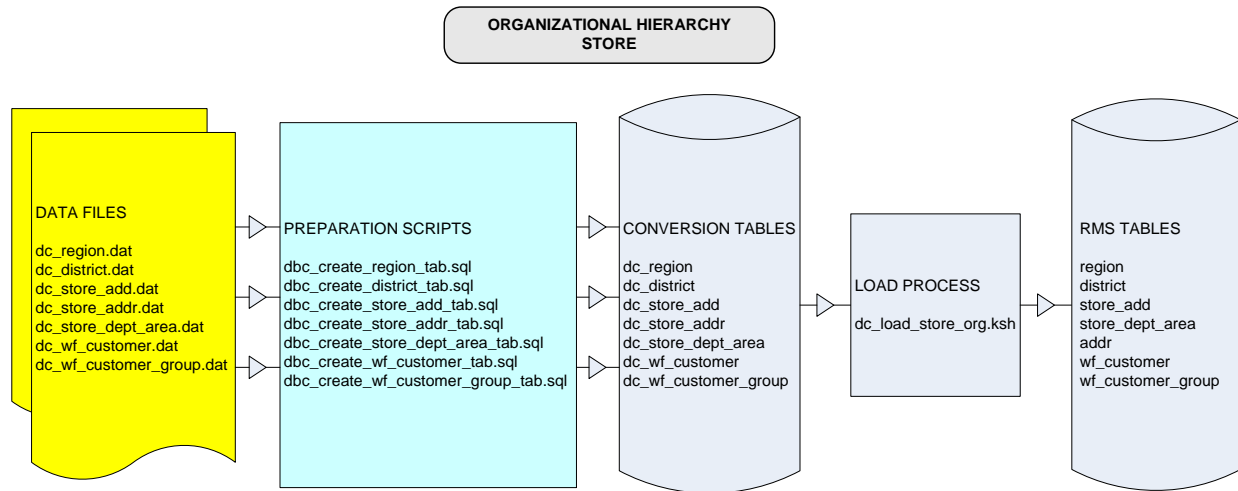 ORGANIZATIONAL HIERARCHY
STORE
DATA FILES
dc_region.dat
dc_district.dat
dc_store_add.dat
dc_store_addr.dat
dc_store_dept_area.dat
dc_wf_customer.dat
dc_wf_customer_group.dat
PREPARATION SCRIPTS
dbc_create_region_tab.sql
dbc_create_district_tab.sql
dbc_create_store_add_tab.sql
dbc_create_store_addr_tab.sql
dbc_create_store_dept_area_tab.sql
dbc_create_wf_customer_tab.sql
dbc_create_wf_customer_group_tab.sql
CONVERSION TABLES
dc_region
dc_district
dc_store_add
dc_store_addr
dc_store_dept_area
dc_wf_customer
dc_wf_customer_group
LOAD PROCESS
dc_load_store_org.ksh
RMS TABLES
region
district
store_add
store_dept_area
addr
wf_customer
wf_customer_group